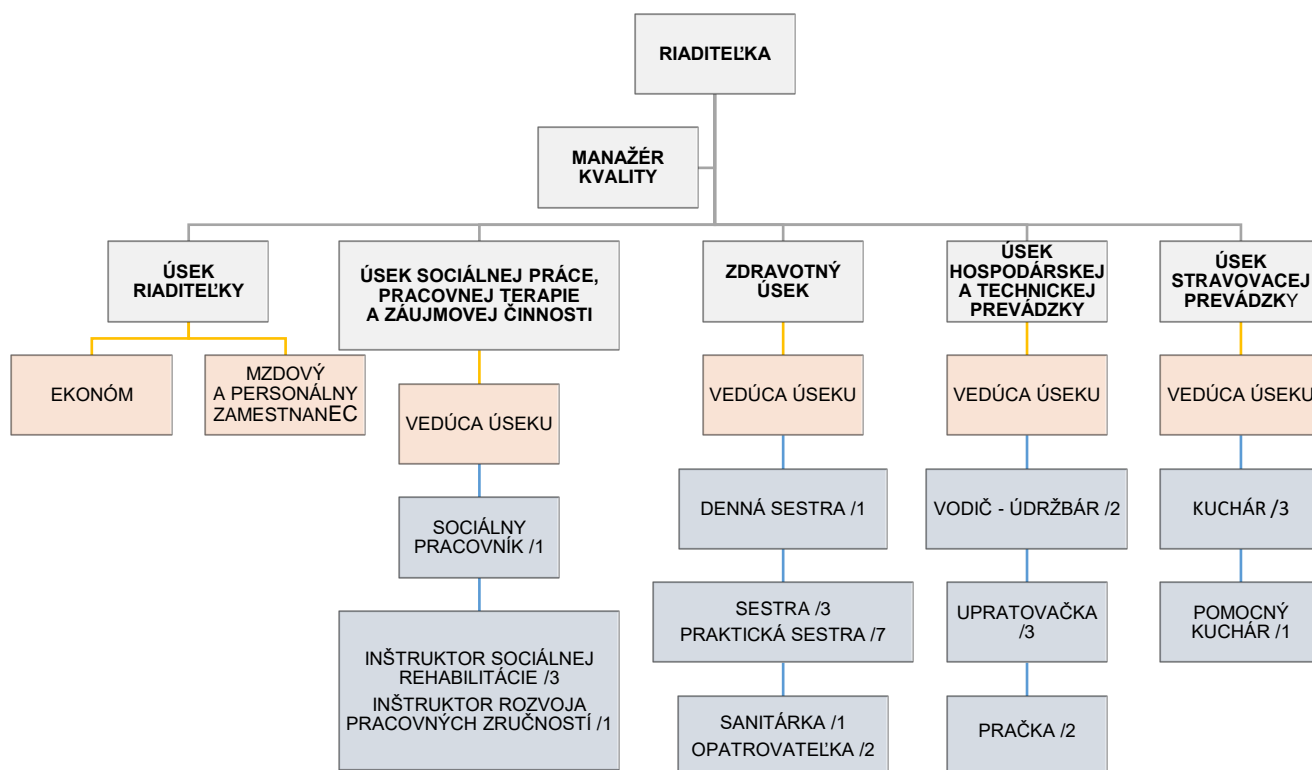 RIADITEĽKA
MANAŽÉR
KVALITY
ÚSEK
RIADITEĽKY
ÚSEK SOCIÁLNEJ PRÁCE,
PRACOVNEJ TERAPIE
A ZÁUJMOVEJ ČINNOSTI
ZDRAVOTNÝ
ÚSEK
ÚSEK
HOSPODÁRSKEJ
A TECHNICKEJ
PREVÁDZKY
ÚSEK
STRAVOVACEJ
PREVÁDZKY
EKONÓM
MZDOVÝ
A PERSONÁLNY
ZAMESTNANEC
VEDÚCA ÚSEKU
VEDÚCA ÚSEKU
VEDÚCA ÚSEKU
VEDÚCA ÚSEKU
SOCIÁLNY
PRACOVNÍK /1
DENNÁ SESTRA /1
VODIČ - ÚDRŽBÁR /2
KUCHÁR /3
INŠTRUKTOR SOCIÁLNEJ
REHABILITÁCIE /3
INŠTRUKTOR ROZVOJA
PRACOVNÝCH ZRUČNOSTÍ /1
SESTRA /3
PRAKTICKÁ SESTRA /7
UPRATOVAČKA
/3
POMOCNÝ
KUCHÁR /1
SANITÁRKA /1
OPATROVATEĽKA /2
PRAČKA /2